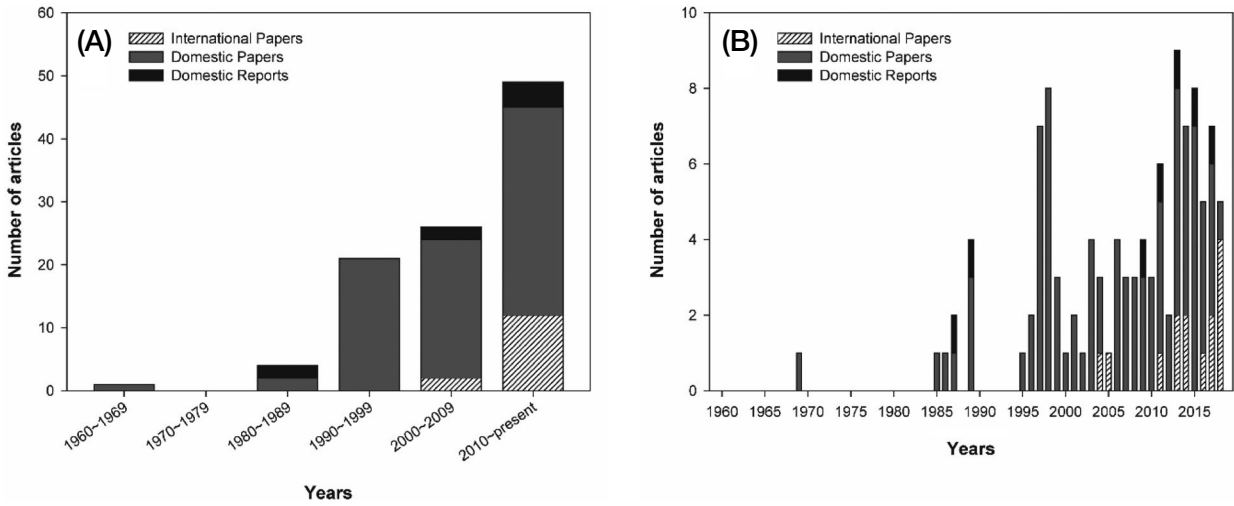 (A)
International Papers
Domestic Papers
Domestic Reports
Number of articles
60
50
40
30
20
10
0
1960~1969
1970~1979
1980~1989
1990~1999
2000~2009
2010~present
Years
(B)
International Papers
Domestic Papers
Domestic Reports
Number of articles
10
8
6
4
2
0
1960 1965 1970 1975 1980 1985 1990 1995 2000 2005 2010 2015
Years